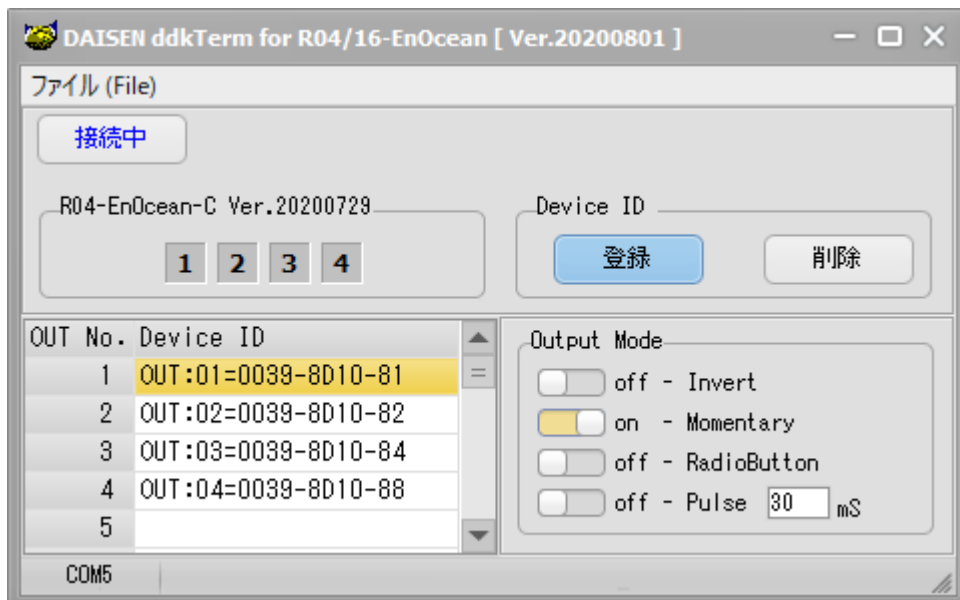 DAISEN ddkTerm for R04/16-EnOcean [ Ver.20200801 ]
ファイル (File)
接続中
R04-EnOcean-C Ver.20200729
1 2 3 4
Device ID
登録 削除
OUT No. Device ID
1 OUT:01=0039-8D10-81
2 OUT:02=0039-8D10-82
3 OUT:03=0039-8D10-84
4 OUT:04=0039-8D10-88
5
Output Mode
off - Invert
on - Momentary
off - RadioButton
off - Pulse 30 mS
COM5